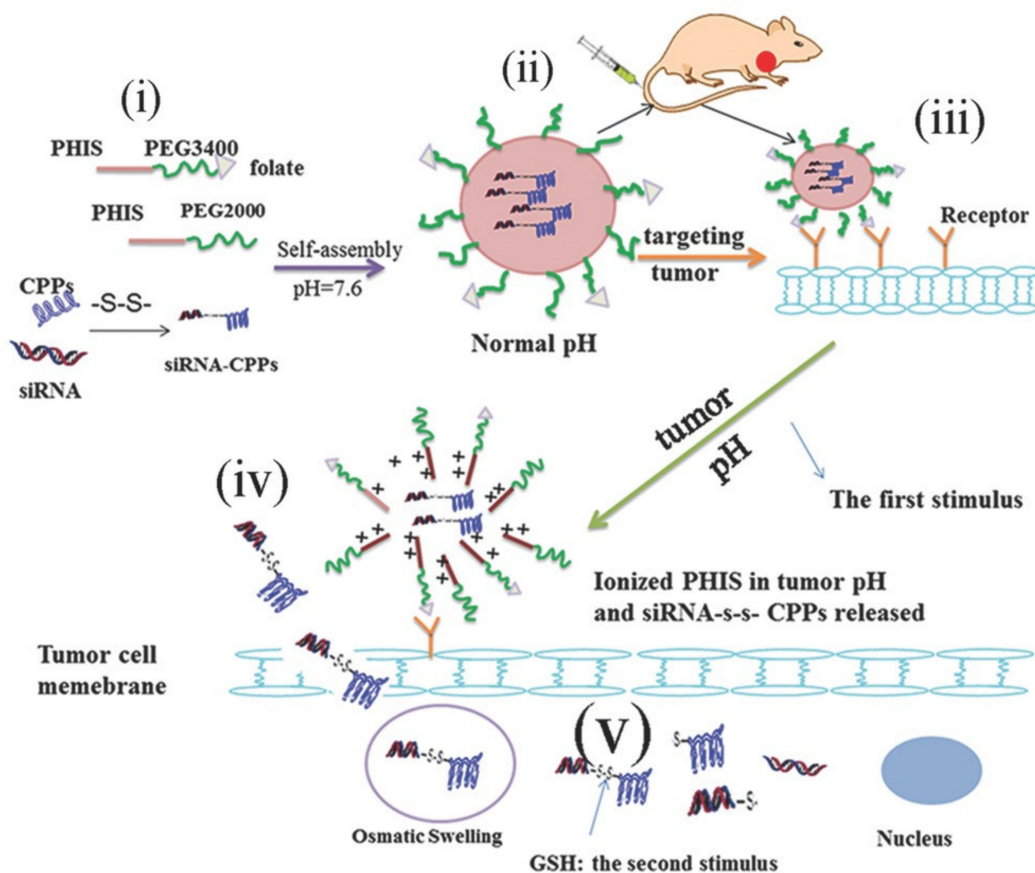 (i)
PHIS PEG3400
folate
PHIS PEG2000
CPPs
-S-S-
siRNA
siRNA-CPPs
Self-assembly
pH=7.6
(ii)
Normal pH
targeting
tumor
(iii)
Receptor
tumor
pH
The first stimulus
(iv)
+ +
+
+
+
+
+
+
+
++
++
+
+
+
+
+
+
S-S-
Ionized PHIS in tumor pH
and siRNA-s-s- CPPs released
Tumor cell
memebrane
-S-S-
(v)
-S-S-
-S-S-
S-
-S-
Osmatic Swelling
GSH: the second stimulus
Nucleus